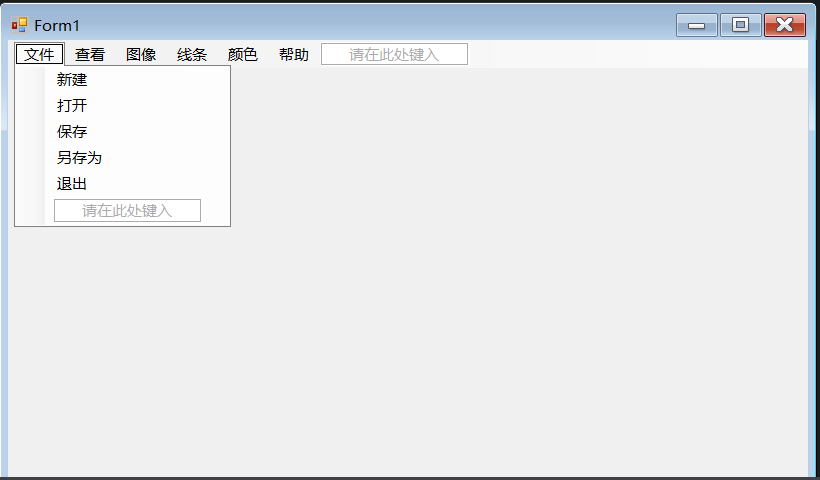 Form1
文件 查看 图像 线条 颜色 帮助 请在此处键入
新建
打开
保存
另存为
退出
请在此处键入